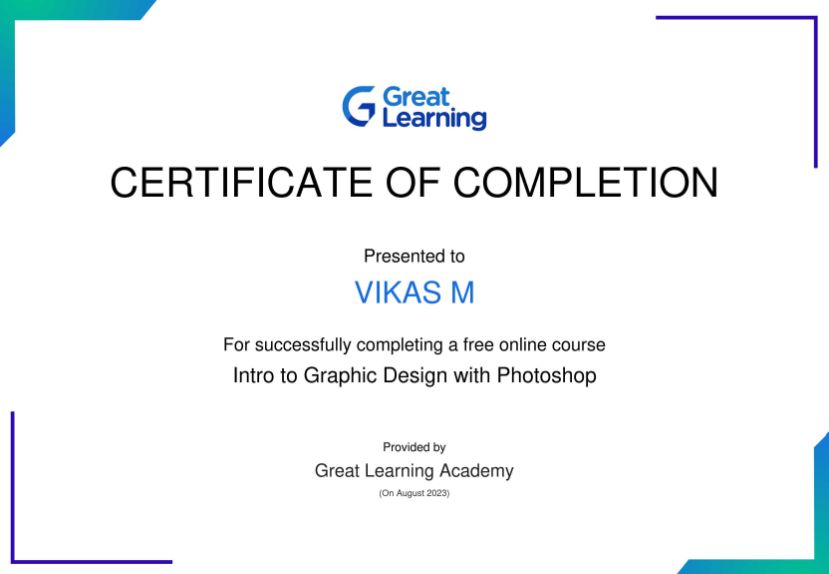 Great
Learning
CERTIFICATE OF COMPLETION
Presented to
VIKAS M
For successfully completing a free online course
Intro to Graphic Design with Photoshop
Provided by
Great Learning Academy
(On August 2023)